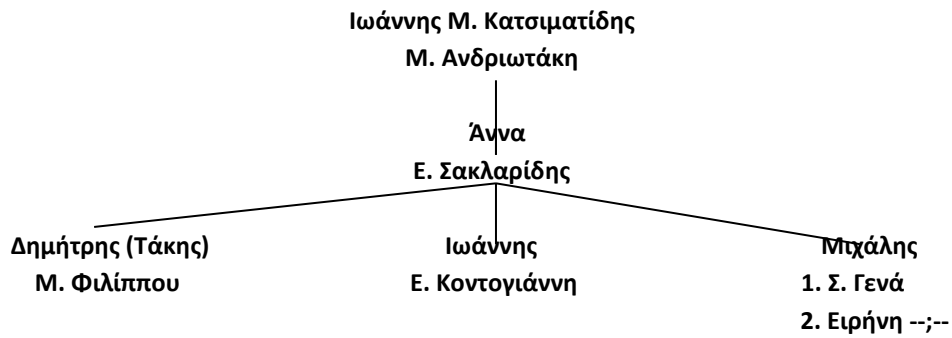 Ιωάννης Μ. Κατσιματίδης
Μ. Ανδριωτάκη
Άννα
Ε. Σακλαρίδης
Δημήτρης (Τάκης)
Μ. Φιλίππου
Ιωάννης
Ε. Κοντογιάννη
Μιχάλης
1. Σ. Γενά
2. Ειρήνη --;--